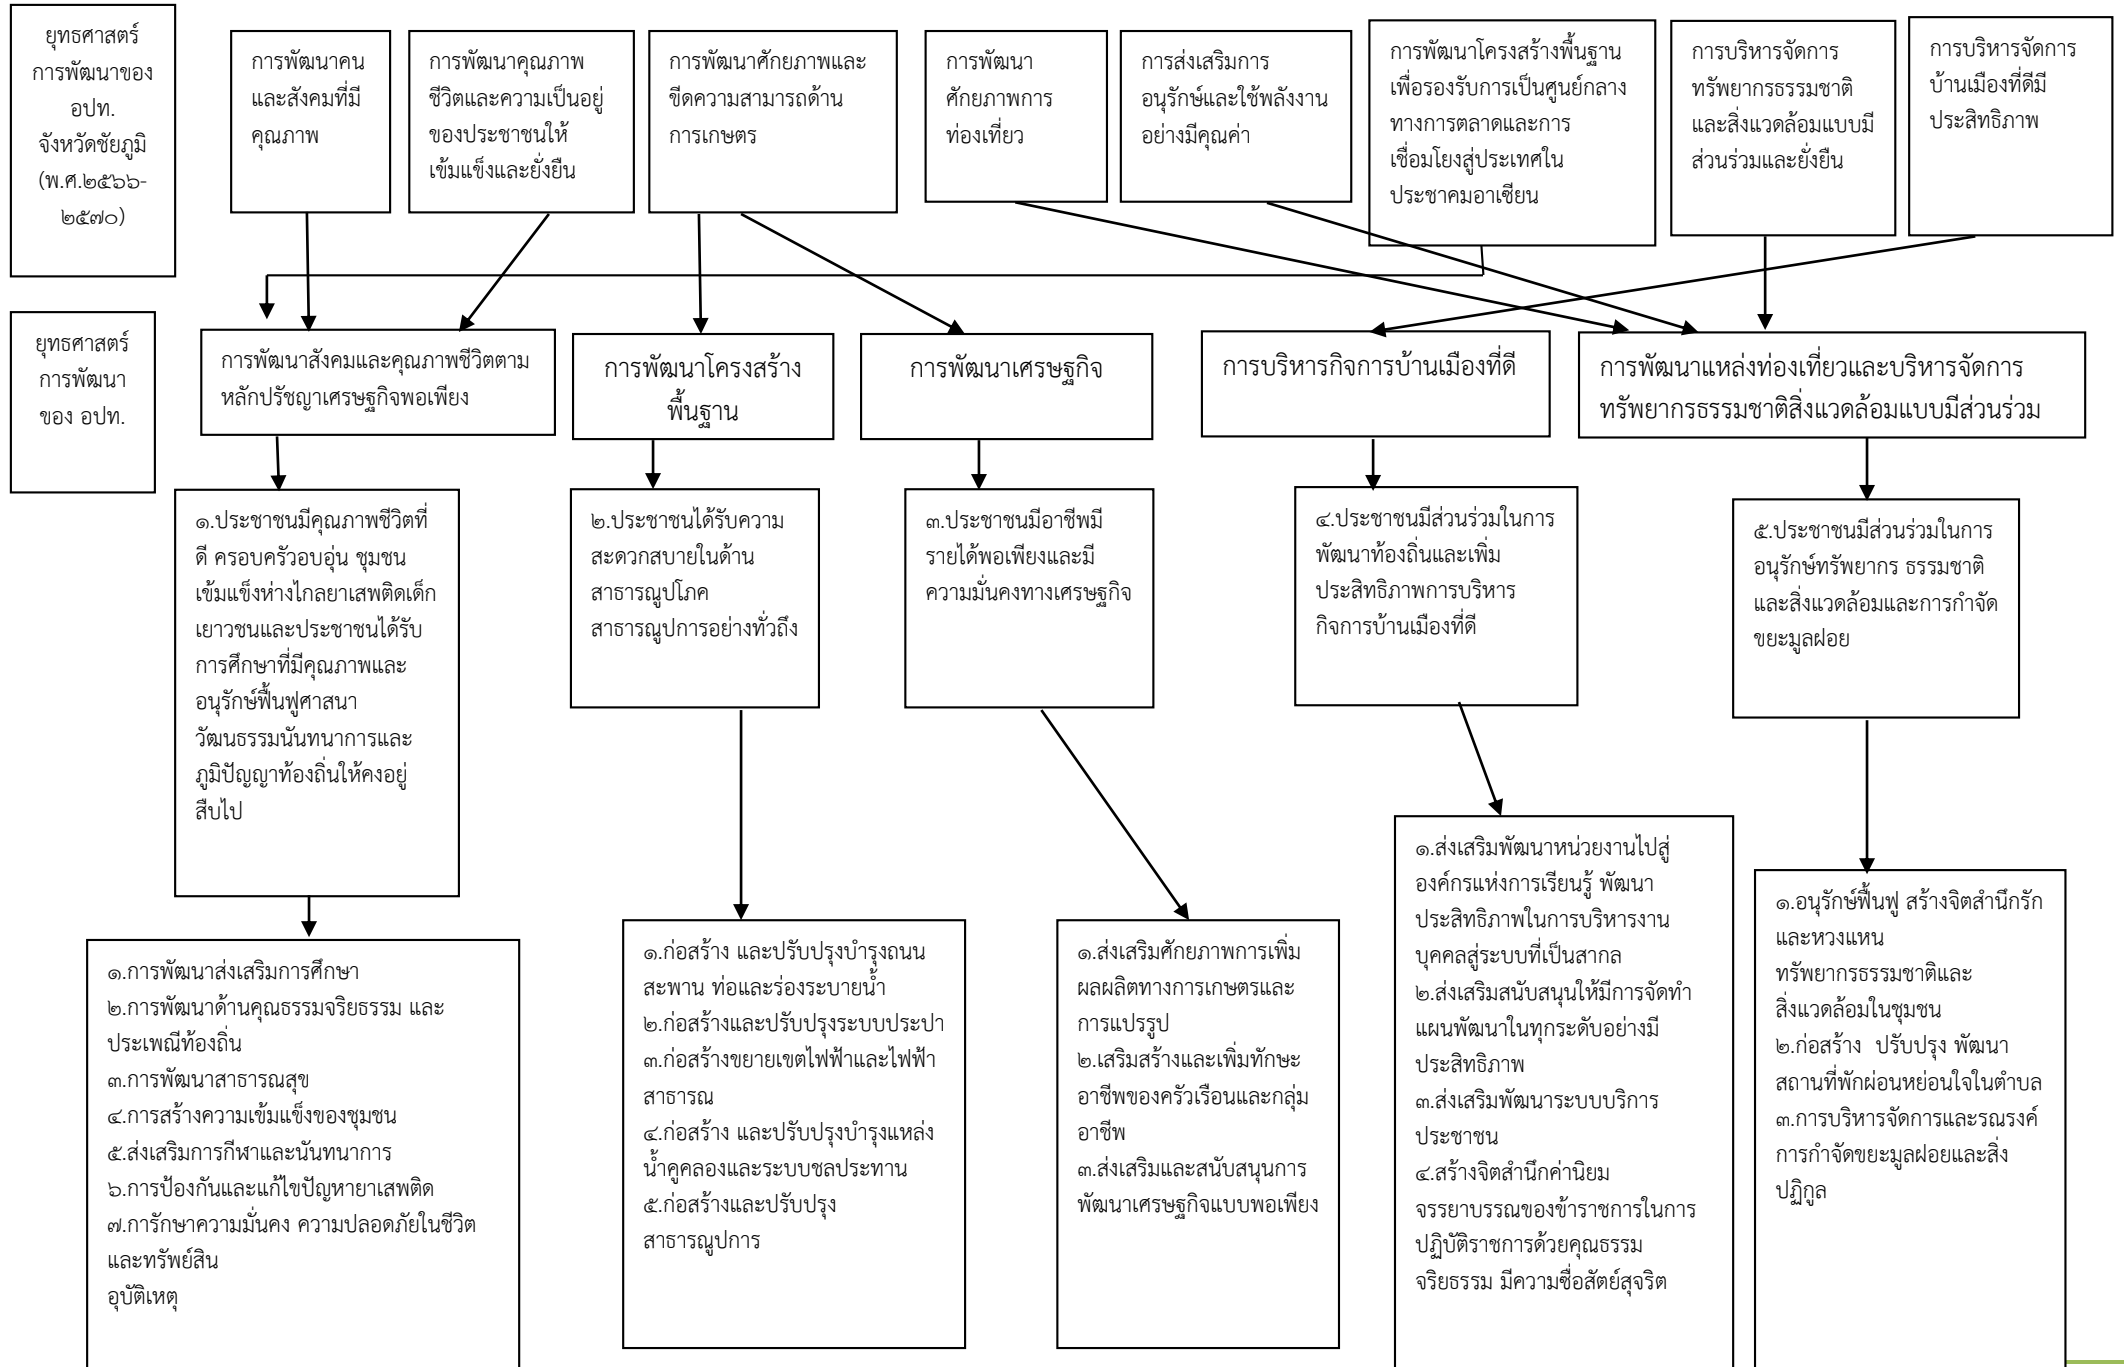 ยุทธศาสตร์
การพัฒนาของ
อปท.
จังหวัดชัยภูมิ
(พ.ศ.๒๕๖๖-
๒๕๗๐)
การพัฒนาคน
และสังคมที่มี
คุณภาพ
การพัฒนาคุณภาพ
ชีวิตและความเป็นอยู่
ของประชาชนให้
เข้มแข็งและยั่งยืน
การพัฒนาศักยภาพและ
ขีดความสามารถด้าน
การเกษตร
การพัฒนา
ศักยภาพการ
ท่องเที่ยว
การส่งเสริมการ
อนุรักษ์และใช้พลังงาน
อย่างมีคุณค่า
การพัฒนาโครงสร้างพื้นฐาน
เพื่อรองรับการเป็นศูนย์กลาง
ทางการตลาดและการ
เชื่อมโยงสู่ประเทศใน
ประชาคมอาเซียน
การบริหารจัดการ
ทรัพยากรธรรมชาติ
และสิ่งแวดล้อมแบบมี
ส่วนร่วมและยั่งยืน
การบริหารจัดการ
บ้านเมืองที่ดีมี
ประสิทธิภาพ
ยุทธศาสตร์
การพัฒนา
ของ อปท.
การพัฒนาสังคมและคุณภาพชีวิตตาม
หลักปรัชญาเศรษฐกิจพอเพียง
การพัฒนาโครงสร้าง
พื้นฐาน
การพัฒนาเศรษฐกิจ
การบริหารกิจการบ้านเมืองที่ดี
การพัฒนาแหล่งท่องเที่ยวและบริหารจัดการ
ทรัพยากรธรรมชาติสิ่งแวดล้อมแบบมีส่วนร่วม
๑.ประชาชนมีคุณภาพชีวิตที่
ดี ครอบครัวอบอุ่น ชุมชน
เข้มแข็งห่างไกลยาเสพติดเด็ก
เยาวชนและประชาชนได้รับ
การศึกษาที่มีคุณภาพและ
อนุรักษ์ฟื้นฟูศาสนา
วัฒนธรรมนันทนาการและ
ภูมิปัญญาท้องถิ่นให้คงอยู่
สืบไป
๒.ประชาชนได้รับความ
สะดวกสบายในด้าน
สาธารณูปโภค
สาธารณูปการอย่างทั่วถึง
๓.ประชาชนมีอาชีพมี
รายได้พอเพียงและมี
ความมั่นคงทางเศรษฐกิจ
๔.ประชาชนมีส่วนร่วมในการ
พัฒนาท้องถิ่นและเพิ่ม
ประสิทธิภาพการบริหาร
กิจการบ้านเมืองที่ดี
๕.ประชาชนมีส่วนร่วมในการ
อนุรักษ์ทรัพยากร ธรรมชาติ
และสิ่งแวดล้อมและการกำจัด
ขยะมูลฝอย
๑.การพัฒนาส่งเสริมการศึกษา
๒.การพัฒนาด้านคุณธรรมจริยธรรม และ
ประเพณีท้องถิ่น
๓.การพัฒนาสาธารณสุข
๔.การสร้างความเข้มแข็งของชุมชน
๕.ส่งเสริมการกีฬาและนันทนาการ
๖.การป้องกันและแก้ไขปัญหายาเสพติด
๗.การักษาความมั่นคง ความปลอดภัยในชีวิต
และทรัพย์สิน
อุบัติเหตุ
๑.ก่อสร้าง และปรับปรุงบำรุงถนน
สะพาน ท่อและร่องระบายน้ำ
๒.ก่อสร้างและปรับปรุงระบบประปา
๓.ก่อสร้างขยายเขตไฟฟ้าและไฟฟ้า
สาธารณ
๔.ก่อสร้าง และปรับปรุงบำรุงแหล่ง
น้ำคูคลองและระบบชลประทาน
๕.ก่อสร้างและปรับปรุง
สาธารณูปการ
๑.ส่งเสริมศักยภาพการเพิ่ม
ผลผลิตทางการเกษตรและ
การแปรรูป
๒.เสริมสร้างและเพิ่มทักษะ
อาชีพของครัวเรือนและกลุ่ม
อาชีพ
๓.ส่งเสริมและสนับสนุนการ
พัฒนาเศรษฐกิจแบบพอเพียง
๑.ส่งเสริมพัฒนาหน่วยงานไปสู่
องค์กรแห่งการเรียนรู้ พัฒนา
ประสิทธิภาพในการบริหารงาน
บุคคลสู่ระบบที่เป็นสากล
๒.ส่งเสริมสนับสนุนให้มีการจัดทำ
แผนพัฒนาในทุกระดับอย่างมี
ประสิทธิภาพ
๓.ส่งเสริมพัฒนาระบบบริการ
ประชาชน
๔.สร้างจิตสำนึกค่านิยม
จรรยาบรรณของข้าราชการในการ
ปฏิบัติราชการด้วยคุณธรรม
จริยธรรม มีความซื่อสัตย์สุจริต
๑.อนุรักษ์ฟื้นฟู สร้างจิตสำนึกรัก
และหวงแหน
ทรัพยากรธรรมชาติและ
สิ่งแวดล้อมในชุมชน
๒.ก่อสร้าง ปรับปรุง พัฒนา
สถานที่พักผ่อนหย่อนใจในตำบล
๓.การบริหารจัดการและรณรงค์
การกำจัดขยะมูลฝอยและสิ่ง
ปฏิกูล